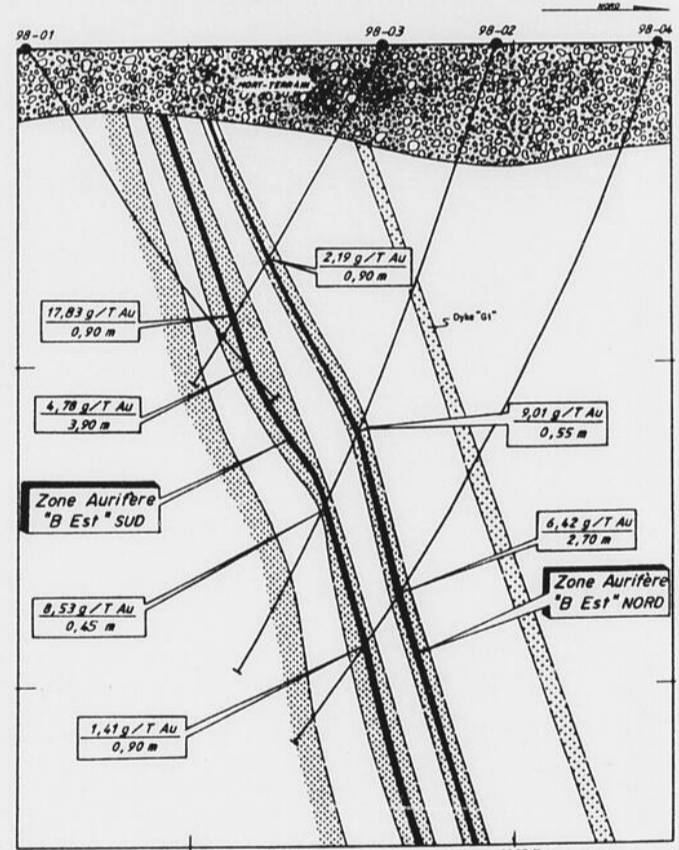 NORD
98-01
98-03
98-02
98-04
MORT-TERRAIN
2,19 g/T Au
0,90 m
17,83 g/T Au
0,90 m
Dyke "G1"
4,78 g/T Au
3,90 m
9,01 g/T Au
0,55 m
Zone Aurifère
"B Est" SUD
6,42 g/T Au
2,70 m
Zone Aurifère
"B Est" NORD
8,53 g/T Au
0,45 m
1,41 g/T Au
0,90 m